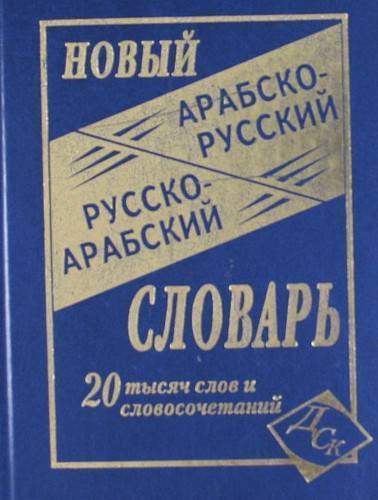 НОВЫЙ
АРАБСКО-
РУССКИЙ
РУССКО-
АРАБСКИЙ
СЛОВАРЬ
20 тысяч слов и
словосочетаний
ДСК